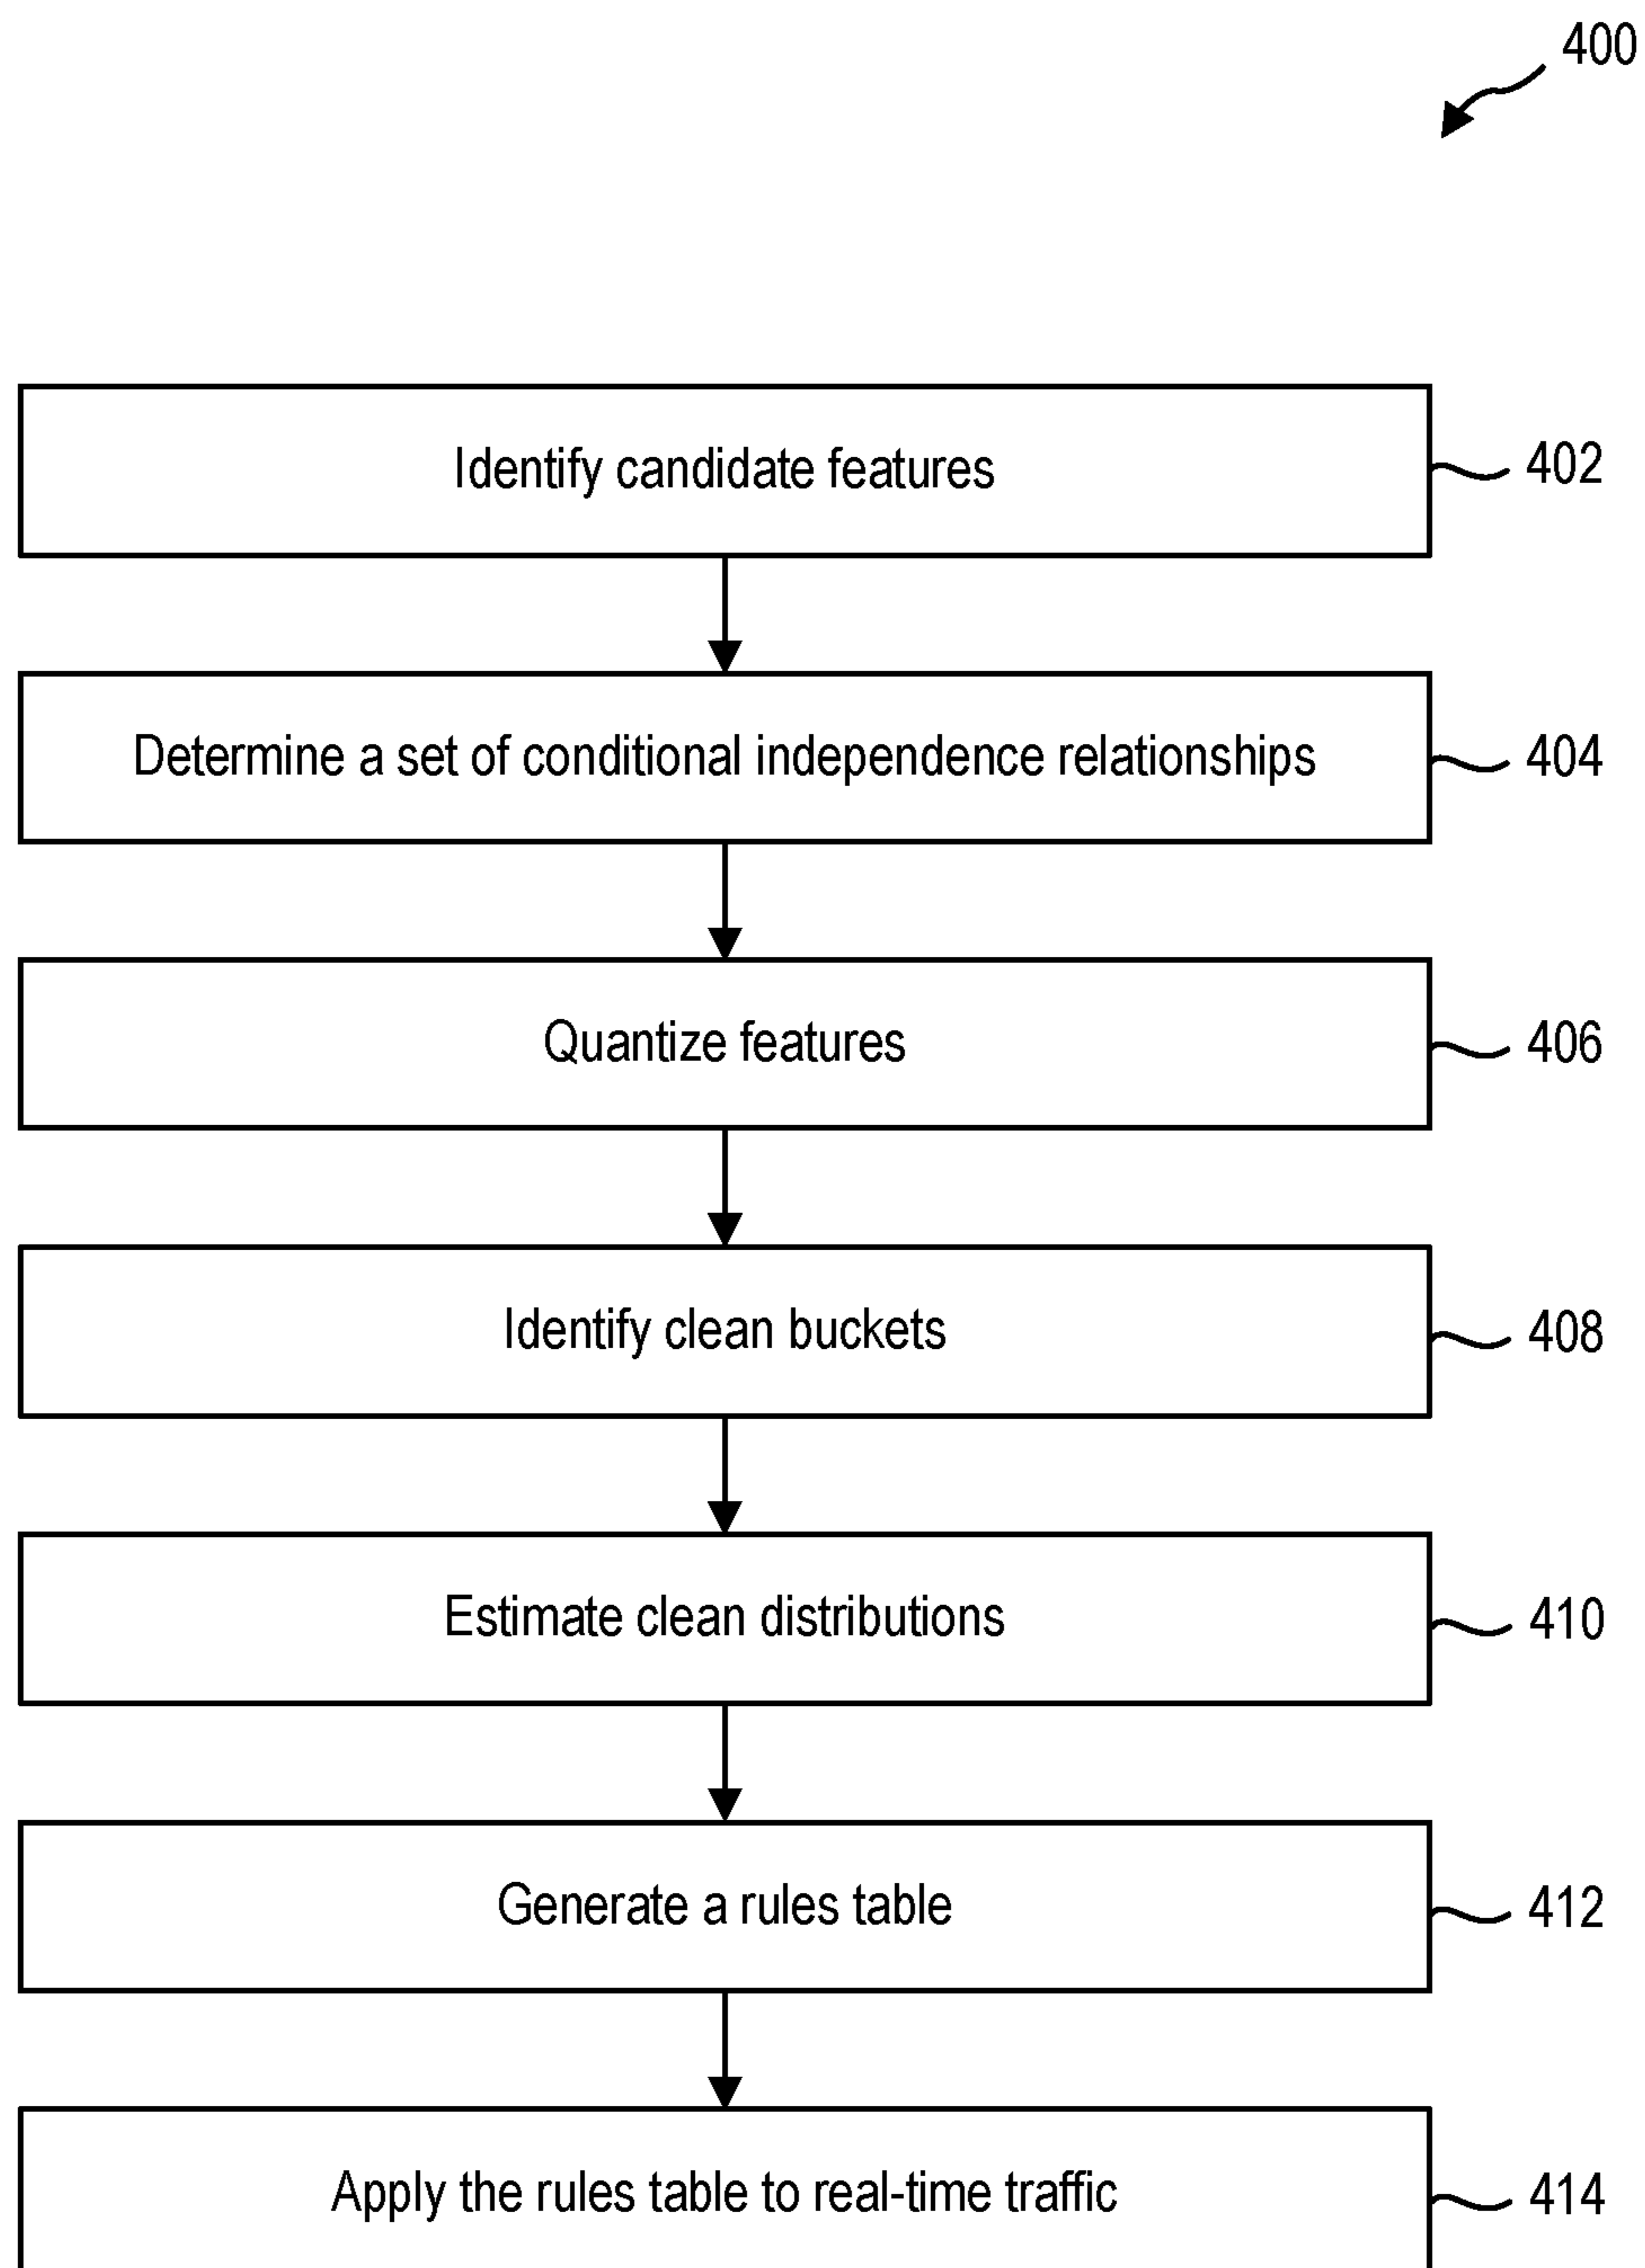 400
Identify candidate features 402
Determine a set of conditional independence relationships 404
Quantize features 406
Identify clean buckets 408
Estimate clean distributions 410
Generate a rules table 412
Apply the rules table to real-time traffic 414